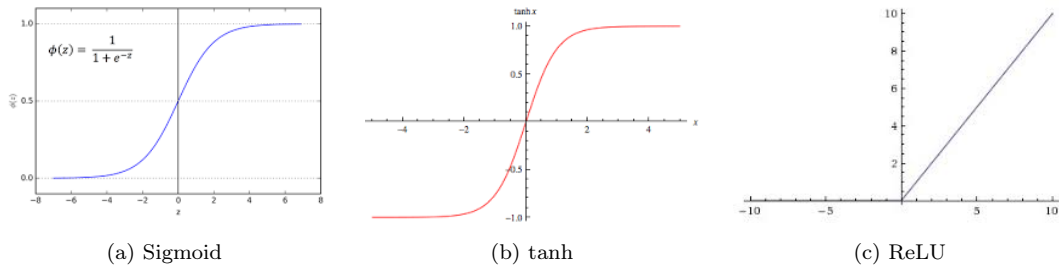 1.0
0.5
0.0
ϕ(z)
ϕ(z) = 1 / (1 + e^{-z})
−8 −6 −4 −2 0 2 4 6 8
z
tanh x
1.0
0.5
-4 -2 2 4 x
-0.5
-1.0
10
8
6
4
2
-10 -5 5 10
(a) Sigmoid
(b) tanh
(c) ReLU